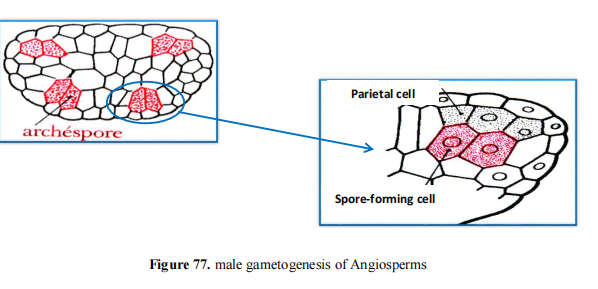 archéspore
Parietal cell
Spore-forming cell
Figure 77. male gametogenesis of Angiosperms